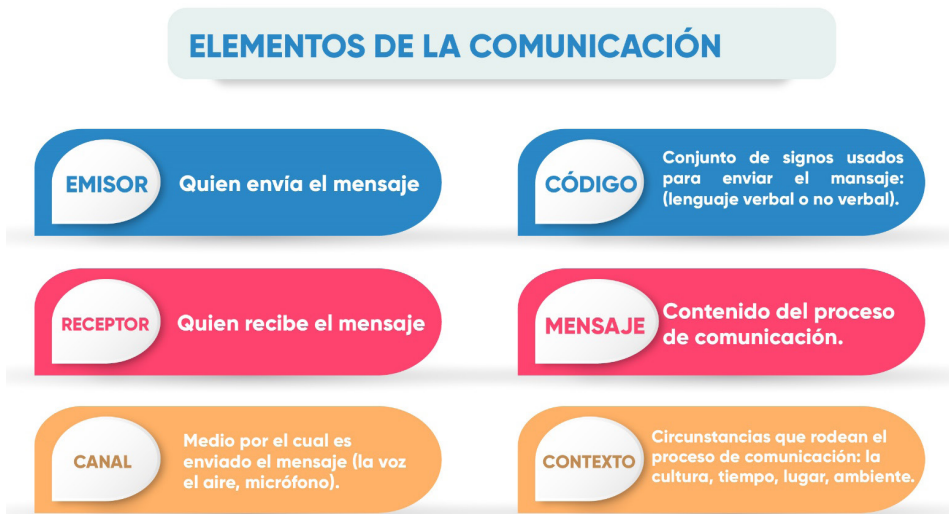 ELEMENTOS DE LA COMUNICACIÓN
EMISOR
Quien envía el mensaje
CÓDIGO
Conjunto de signos usados
para enviar el mansaje:
(lenguaje verbal o no verbal).
RECEPTOR
Quien recibe el mensaje
MENSAJE
Contenido del proceso
de comunicación.
CANAL
Medio por el cual es
enviado el mensaje (la voz
el aire, micrófono).
CONTEXTO
Circunstancias que rodean el
proceso de comunicación: la
cultura, tiempo, lugar, ambiente.